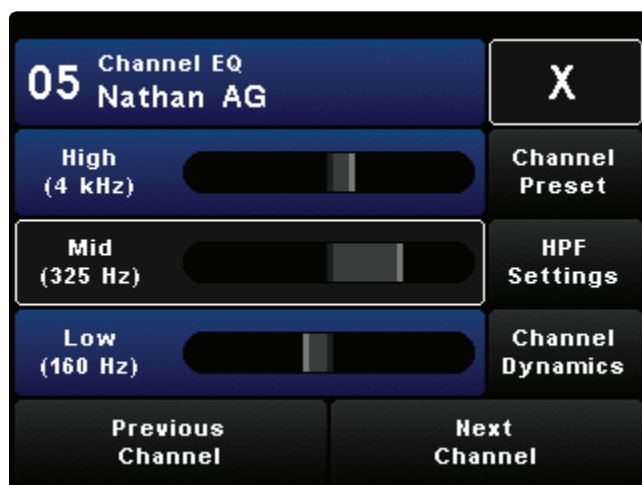 05 Channel EQ
Nathan AG
X
High
(4 kHz)
Channel
Preset
Mid
(325 Hz)
HPF
Settings
Low
(160 Hz)
Channel
Dynamics
Previous
Channel
Next
Channel